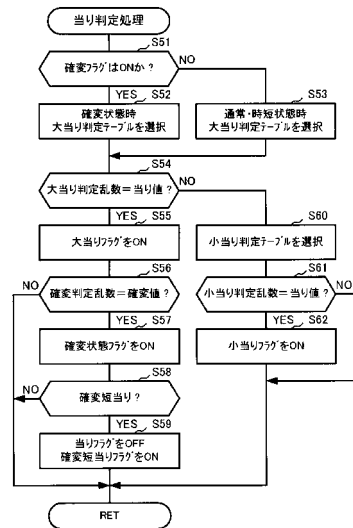 当り判定処理
S51
確変フラグはONか?
NO
YES
S52
S53
確変状態時
大当り判定テーブルを選択
通常・時短状態時
大当り判定テーブルを選択
S54
大当り判定乱数=当り値?
NO
YES
S55
S60
大当りフラグをON
小当り判定テーブルを選択
S56
S61
NO
確変判定乱数=確変値?
小当り判定乱数=当り値?
NO
YES
S57
YES
S62
確変状態フラグをON
小当りフラグをON
S58
NO
確変短当り?
YES
S59
当りフラグをOFF
確変短当りフラグをON
RET